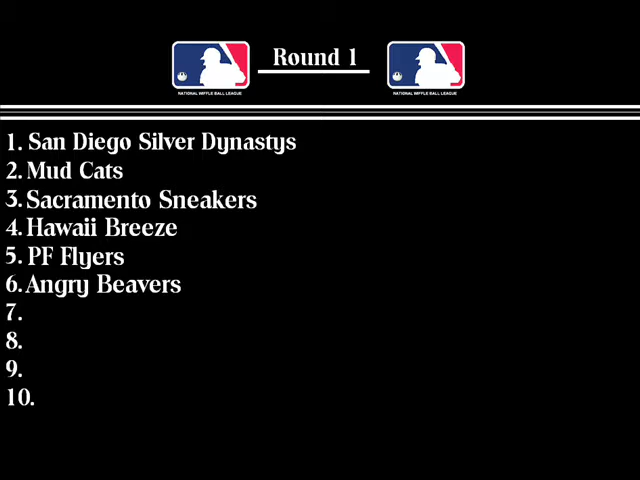 Round 1
NATIONAL WIFFLE BALL LEAGUE
NATIONAL WIFFLE BALL LEAGUE
1. San Diego Silver Dynastys
2. Mud Cats
3. Sacramento Sneakers
4. Hawaii Breeze
5. PF Flyers
6. Angry Beavers
7.
8.
9.
10.